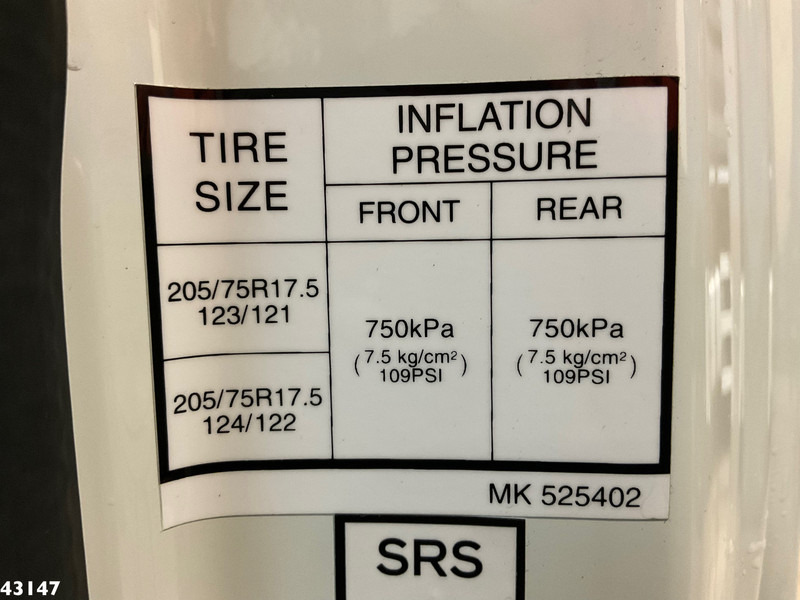 TIRE
SIZE
INFLATION
PRESSURE
FRONT
REAR
205/75R17.5
123/121
205/75R17.5
124/122
750kPa
(7.5 kg/cm²)
109PSI
750kPa
(7.5 kg/cm²)
109PSI
MK 525402
SRS
43147